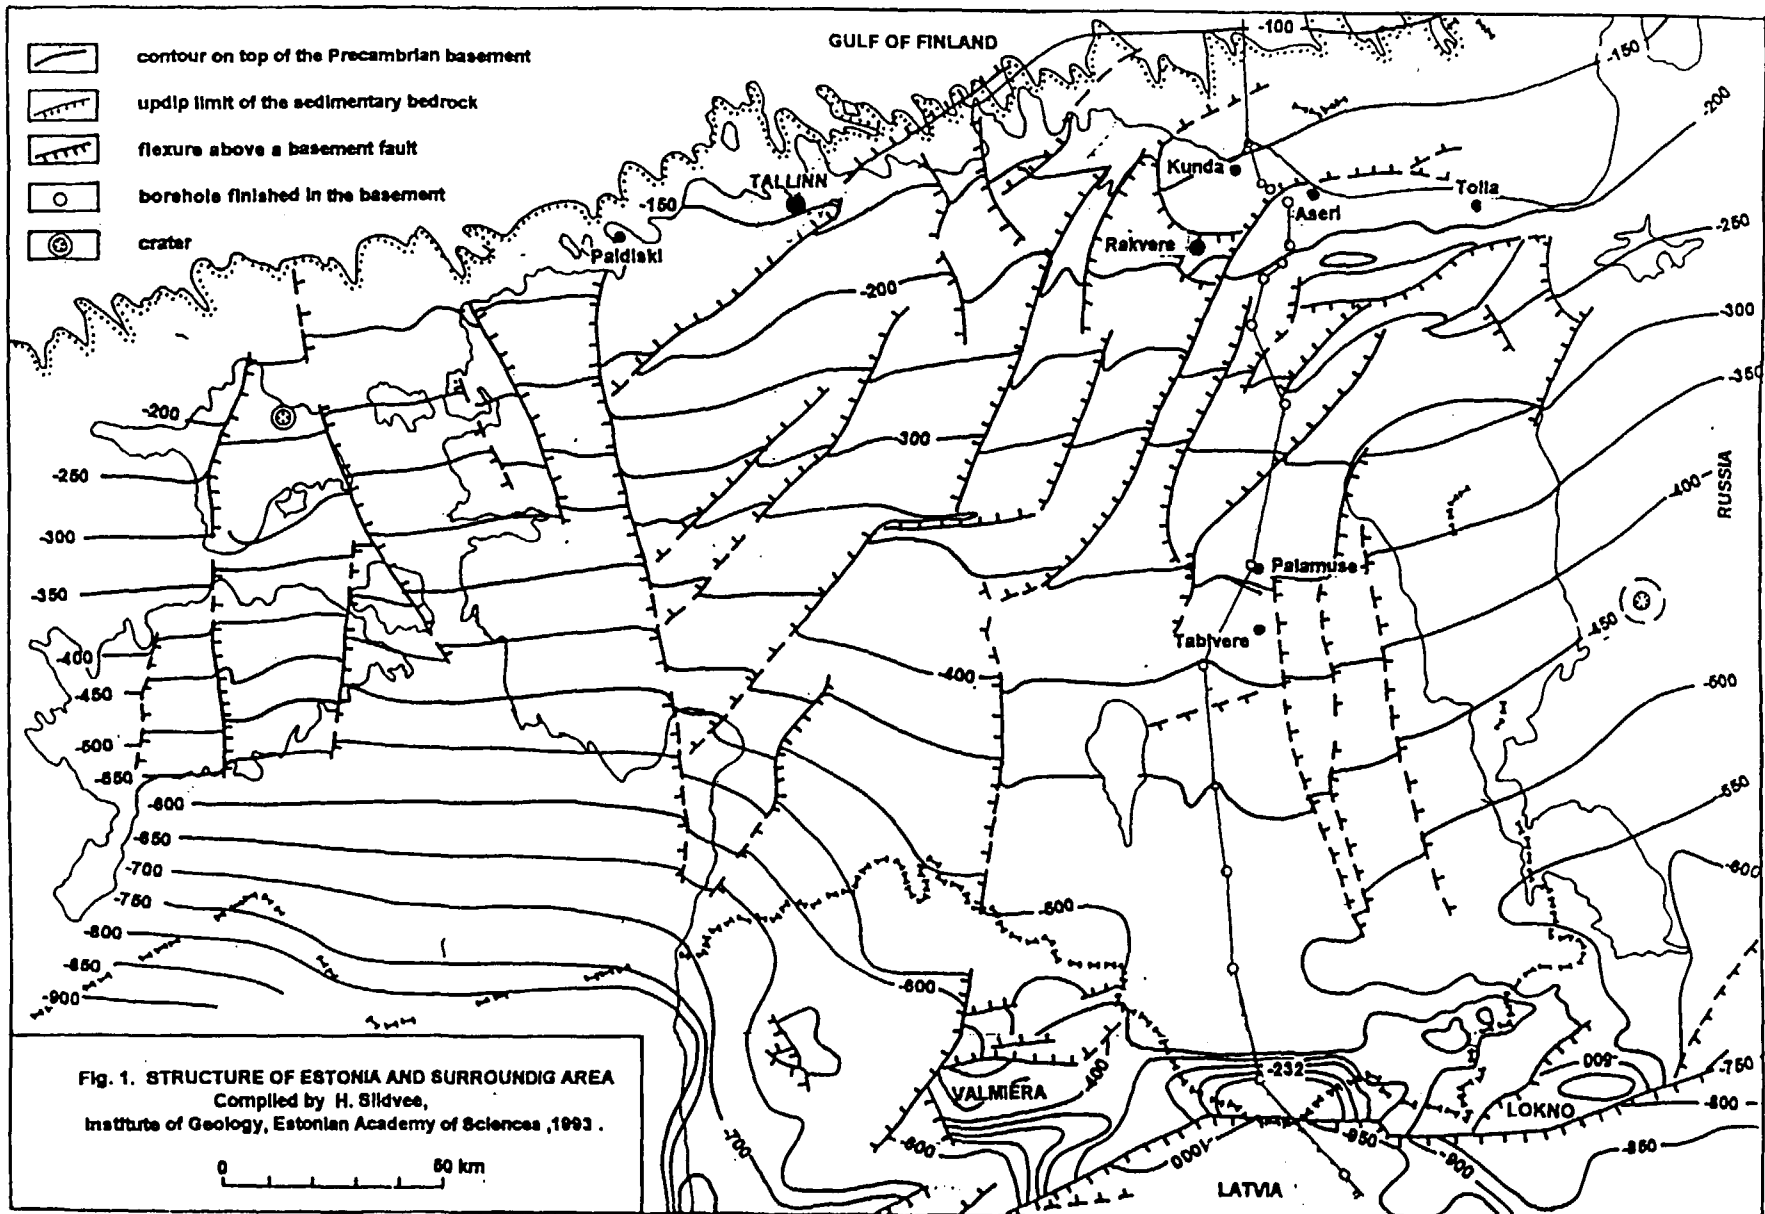 contour on top of the Precambrian basement
updip limit of the sedimentary bedrock
flexure above a basement fault
borehole finished in the basement
crater
GULF OF FINLAND
-100
-150
-200
-250
-300
-350
-400
-450
-500
-550
-600
RUSSIA
TALLINN
-150
Paldiski
Kunda
Aseri
Tolla
Rakvere
-200
-300
Palamuse
Tabivere
-400
-200
-250
-300
-350
-400
-450
-500
-550
-600
-650
-700
-750
-800
-850
-900
-500
-600
VALMIERA
-400
-232
-600
-700
1000
-950
-900
LOKNO
600
-750
-800
-850
LATVIA
Fig. 1. STRUCTURE OF ESTONIA AND SURROUNDIG AREA
Compiled by H. Sildvee,
Institute of Geology, Estonian Academy of Sciences ,1993 .
0 50 km